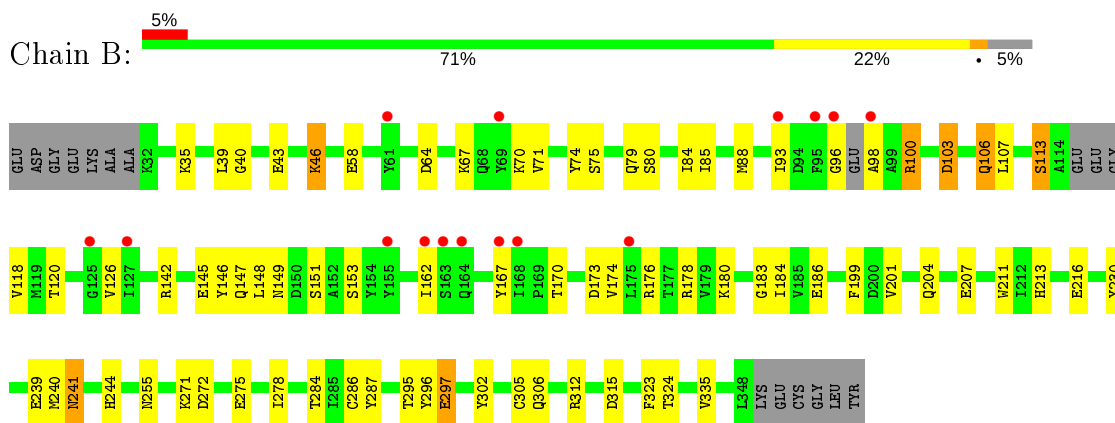 5%
Chain B:
71% 22% • 5%
GLU ASP GLY GLU LYS ALA ALA K32 K35 L39 G40 E43 K46 E58 Y61 D64 K67 Q68 Y69 K70 V71 Y74 S75 Q79 S80 I84 I85 M88 I93 D94 F95 G96 GLU A98 A99 R100 D103 Q106 L107 S113 A114 GLU GLU GLY
V118 M119 T120 G125 V126 I127 R142 E145 Y146 Q147 L148 N149 D150 S151 A152 S153 Y154 Y155 I162 S163 Q164 Y167 I168 P169 T170 D173 V174 L175 R176 T177 R178 V179 K180 G183 I184 V185 E186 F199 D200 V201 Q204 E207 W211 I212 H213 E216
E239 M240 N241 H244 N255 K271 D272 E275 I278 T284 I285 C286 Y287 T295 Y296 E297 Y302 C305 Q306 R312 D315 F323 T324 V335 L348 LYS GLU CYS GLY LEU TYR